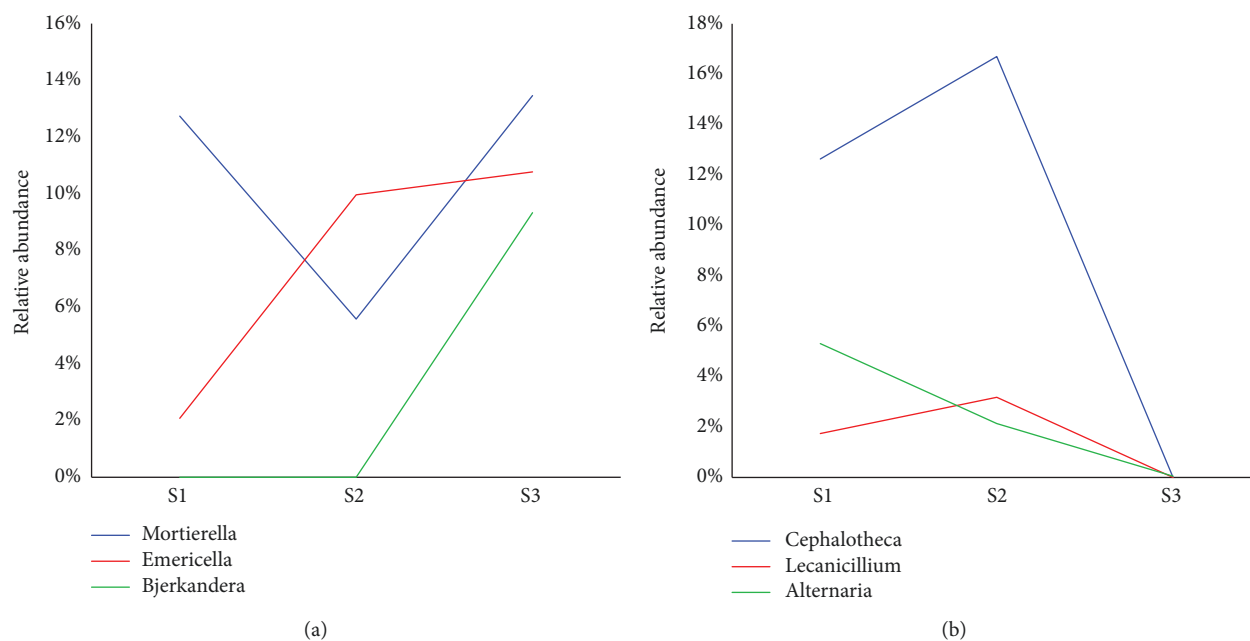 16%
14%
12%
10%
8%
6%
4%
2%
0%
Relative abundance
S1 S2 S3
Mortierella
Emericella
Bjerkandera
(a)
18%
16%
14%
12%
10%
8%
6%
4%
2%
0%
Relative abundance
S1 S2 S3
Cephalotheca
Lecanicillium
Alternaria
(b)